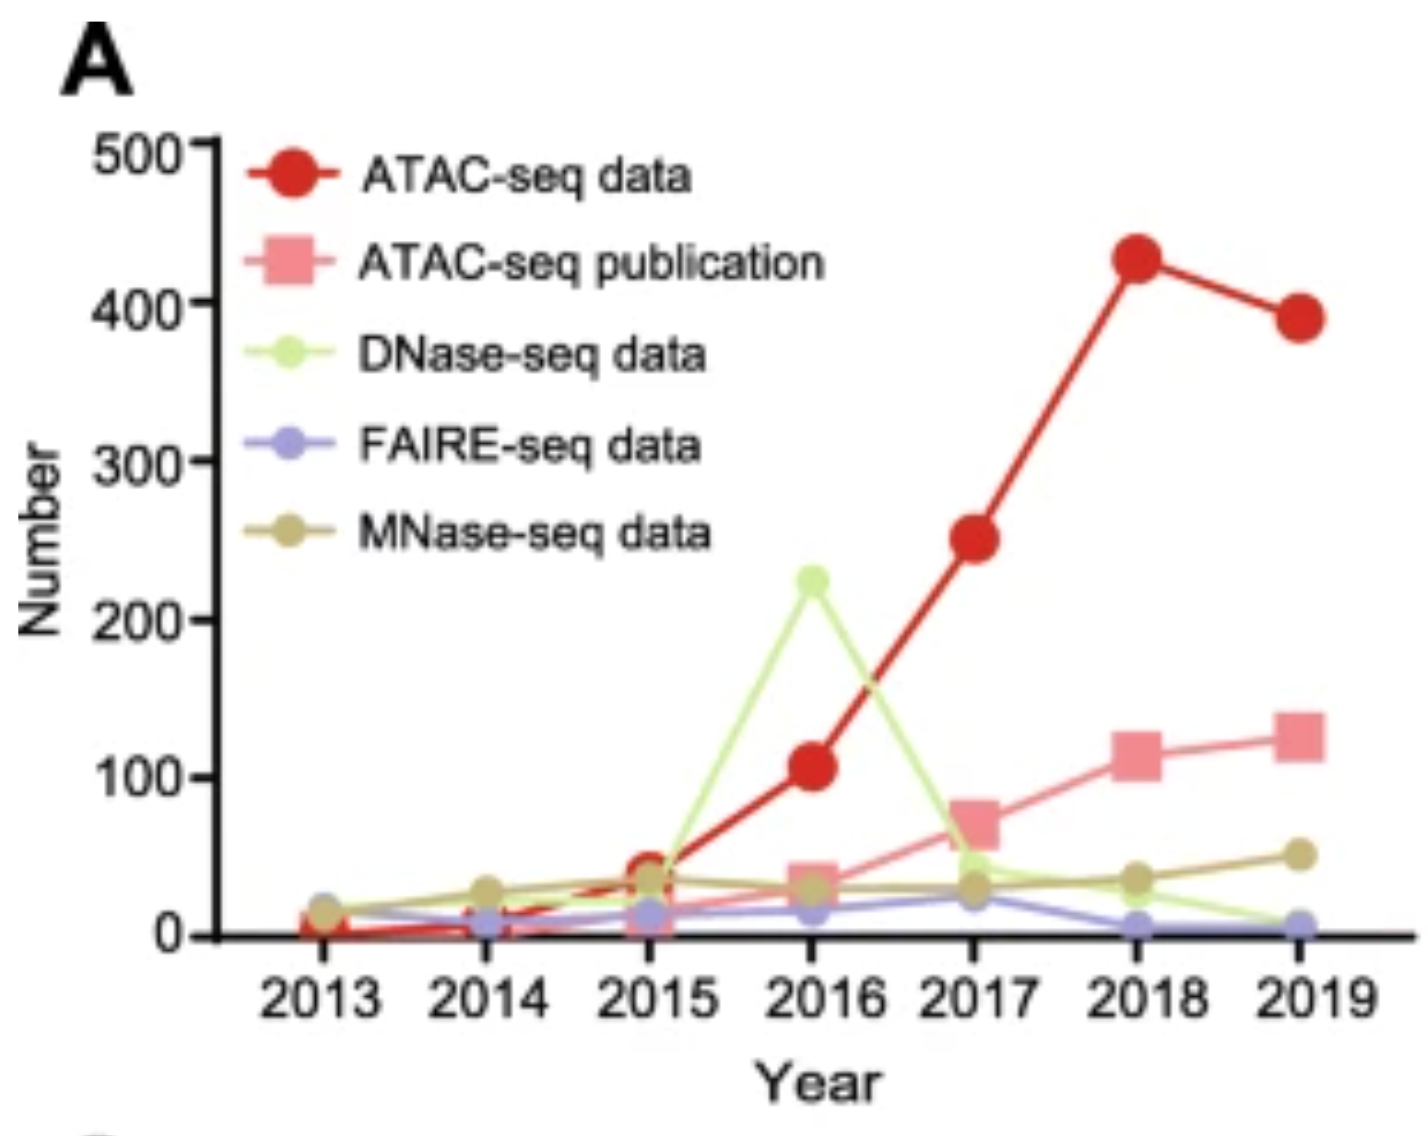 A
500
ATAC-seq data
ATAC-seq publication
400
DNase-seq data
FAIRE-seq data
300
MNase-seq data
Number
200
100
0
2013 2014 2015 2016 2017 2018 2019
Year